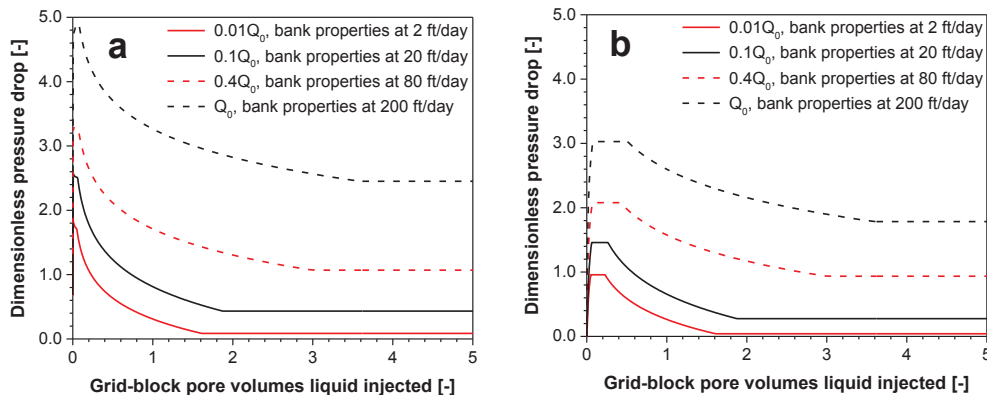 a
0.01Q₀, bank properties at 2 ft/day
0.1Q₀, bank properties at 20 ft/day
0.4Q₀, bank properties at 80 ft/day
Q₀, bank properties at 200 ft/day
Dimensionless pressure drop [-]
5.0
4.0
3.0
2.0
1.0
0.0
0 1 2 3 4 5
Grid-block pore volumes liquid injected [-]
b
0.01Q₀, bank properties at 2 ft/day
0.1Q₀, bank properties at 20 ft/day
0.4Q₀, bank properties at 80 ft/day
Q₀, bank properties at 200 ft/day
Dimensionless pressure drop [-]
5.0
4.0
3.0
2.0
1.0
0.0
0 1 2 3 4 5
Grid-block pore volumes liquid injected [-]